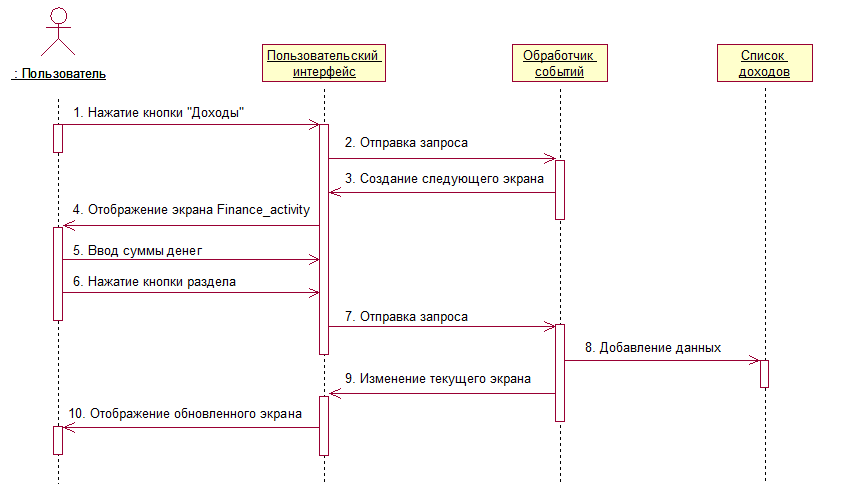 : Пользователь
Пользовательский
интерфейс
Обработчик
событий
Список
доходов
1. Нажатие кнопки "Доходы"
2. Отправка запроса
3. Создание следующего экрана
4. Отображение экрана Finance_activity
5. Ввод суммы денег
6. Нажатие кнопки раздела
7. Отправка запроса
8. Добавление данных
9. Изменение текущего экрана
10. Отображение обновленного экрана